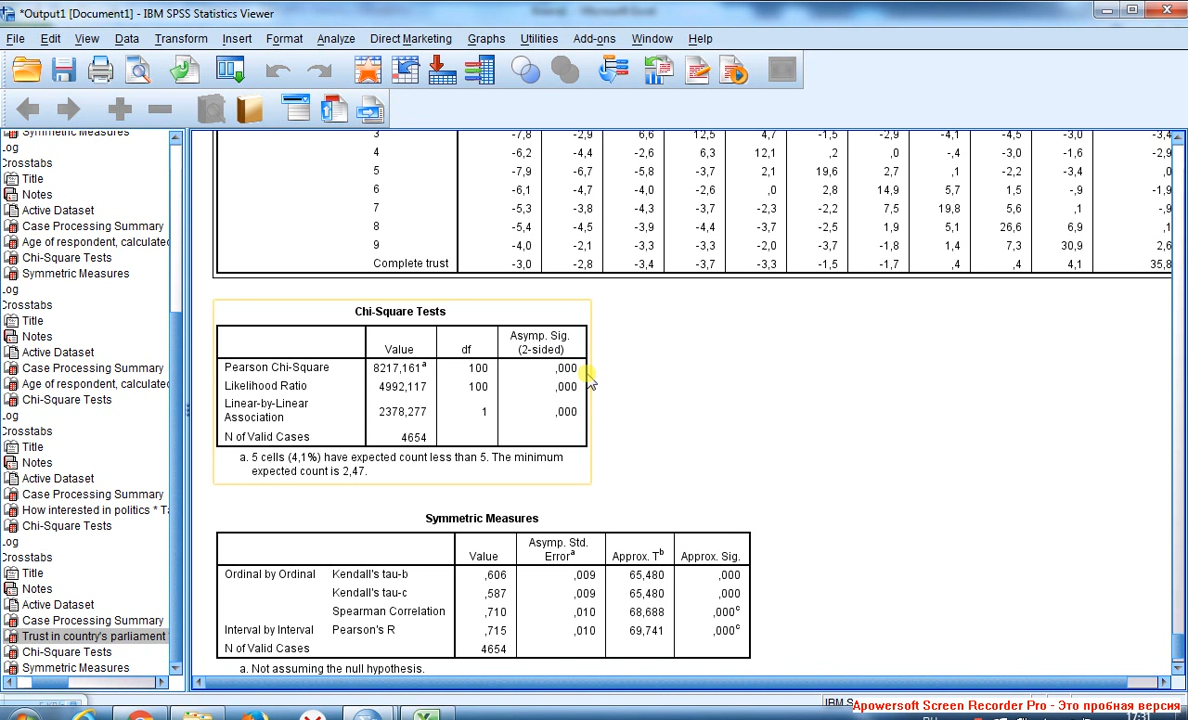 *Output1 [Document1] - IBM SPSS Statistics Viewer
File Edit View Data Transform Insert Format Analyze Direct Marketing Graphs Utilities Add-ons Window Help
Symmetric Measures
Log
Crosstabs
Title
Notes
Active Dataset
Case Processing Summary
Age of respondent, calculated
Chi-Square Tests
Symmetric Measures
Log
Crosstabs
Title
Notes
Active Dataset
Case Processing Summary
Age of respondent, calculated
Chi-Square Tests
Log
Crosstabs
Title
Notes
Active Dataset
Case Processing Summary
How interested in politics * T
Chi-Square Tests
Log
Crosstabs
Title
Notes
Active Dataset
Case Processing Summary
Trust in country's parliament
Chi-Square Tests
Symmetric Measures
3 -7,8 -2,9 6,6 12,5 4,7 -1,5 -2,9 -4,1 -4,5 -3,0 -3,4
4 -6,2 -4,4 -2,6 6,3 12,1 ,2 ,0 -,4 -3,0 -1,6 -2,9
5 -7,9 -6,7 -5,8 -3,7 2,1 19,6 2,7 ,1 -2,2 -3,4 ,0
6 -6,1 -4,7 -4,0 -2,6 ,0 2,8 14,9 5,7 1,5 -,9 -1,9
7 -5,3 -3,8 -4,3 -3,7 -2,3 -2,2 7,5 19,8 5,6 ,1 -,9
8 -5,4 -4,5 -3,9 -4,4 -3,7 -2,5 1,9 5,1 26,6 6,9 ,1
9 -4,0 -2,1 -3,3 -3,3 -2,0 -3,7 -1,8 1,4 7,3 30,9 2,6
Complete trust -3,0 -2,8 -3,4 -3,7 -3,3 -1,5 -1,7 ,4 ,4 4,1 35,8
Chi-Square Tests
Value df Asymp. Sig. (2-sided)
Pearson Chi-Square 8217,161a 100 ,000
Likelihood Ratio 4992,117 100 ,000
Linear-by-Linear Association 2378,277 1 ,000
N of Valid Cases 4654
a. 5 cells (4,1%) have expected count less than 5. The minimum
expected count is 2,47.
Symmetric Measures
Value Asymp. Std. Errora Approx. Tb Approx. Sig.
Ordinal by Ordinal Kendall's tau-b ,606 ,009 65,480 ,000
Kendall's tau-c ,587 ,009 65,480 ,000
Spearman Correlation ,710 ,010 68,688 ,000c
Interval by Interval Pearson's R ,715 ,010 69,741 ,000c
N of Valid Cases 4654
a. Not assuming the null hypothesis.
Apowersoft Screen Recorder Pro - Это пробная версия
17:31